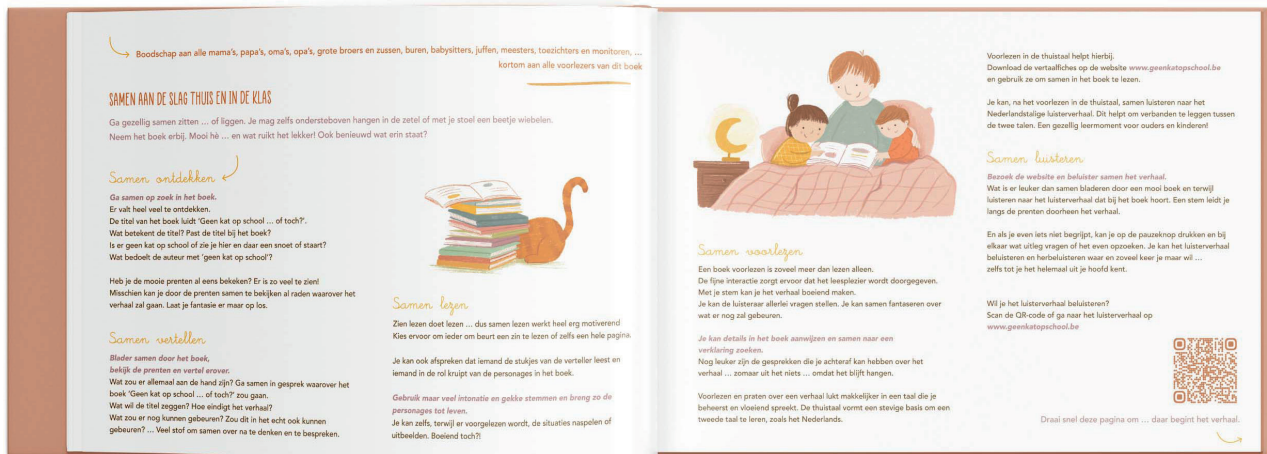 Boodschap aan alle mama's, papa's, oma's, opa's, grote broers en zussen, buren, babysitters, juffen, meesters, toezichters en monitoren, ...
kortom aan alle voorlezers van dit boek
SAMEN AAN DE SLAG THUIS EN IN DE KLAS
Ga gezellig samen zitten ... of liggen. Je mag zelfs ondersteboven hangen in de zetel of met je stoel een beetje wiebelen.
Neem het boek erbij. Mooi hè ... en wat ruikt het lekker! Ook benieuwd wat erin staat?
Samen ontdekken
Ga samen op zoek in het boek.
Er valt heel veel te ontdekken.
De titel van het boek luidt 'Geen kat op school ... of toch?'.
Wat betekent de titel? Past de titel bij het boek?
Is er geen kat op school of zie je hier en daar een snoet of staart?
Wat bedoelt de auteur met 'geen kat op school'?
Heb je de mooie prenten al eens bekeken? Er is zo veel te zien!
Misschien kan je door de prenten samen te bekijken al raden waarover het
verhaal zal gaan. Laat je fantasie er maar op los.
Samen vertellen
Blader samen door het boek,
bekijk de prenten en vertel erover.
Wat zou er allemaal aan de hand zijn? Ga samen in gesprek waarover het
boek 'Geen kat op school ... of toch?' zou gaan.
Wat wil de titel zeggen? Hoe eindigt het verhaal?
Wat zou er nog kunnen gebeuren? Zou dit in het echt ook kunnen
gebeuren? ... Veel stof om samen over na te denken en te bespreken.
Samen lezen
Zien lezen doet lezen ... dus samen lezen werkt heel erg motiverend
Kies ervoor om ieder om beurt een zin te lezen of zelfs een hele pagina.
Je kan ook afspreken dat iemand de stukjes van de verteller leest en
iemand in de rol kruipt van de personages in het boek.
Gebruik maar veel intonatie en gekke stemmen en breng zo de
personages tot leven.
Je kan zelfs, terwijl er voorgelezen wordt, de situaties naspelen of
uitbeelden. Boeiend toch?!
Samen voorlezen
Een boek voorlezen is zoveel meer dan lezen alleen.
De fijne interactie zorgt ervoor dat het leesplezier wordt doorgegeven.
Met je stem kan je het verhaal boeiend maken.
Je kan de luisteraar allerlei vragen stellen. Je kan samen fantaseren over
wat er nog zal gebeuren.
Je kan details in het boek aanwijzen en samen naar een
verklaring zoeken.
Nog leuker zijn de gesprekken die je achteraf kan hebben over het
verhaal ... zomaar uit het niets ... omdat het blijft hangen.
Voorlezen en praten over een verhaal lukt makkelijker in een taal die je
beheerst en vloeiend spreekt. De thuistaal vormt een stevige basis om een
tweede taal te leren, zoals het Nederlands.
Voorlezen in de thuistaal helpt hierbij.
Download de vertaalfiches op de website www.geenkatopschool.be
en gebruik ze om samen in het boek te lezen.
Je kan, na het voorlezen in de thuistaal, samen luisteren naar het
Nederlandstalige luisterverhaal. Dit helpt om verbanden te leggen tussen
de twee talen. Een gezellig leermoment voor ouders en kinderen!
Samen luisteren
Bezoek de website en beluister samen het verhaal.
Wat is er leuker dan samen bladeren door een mooi boek en terwijl
luisteren naar het luisterverhaal dat bij het boek hoort. Een stem leidt je
langs de prenten doorheen het verhaal.
En als je even iets niet begrijpt, kan je op de pauzeknop drukken en bij
elkaar wat uitleg vragen of het even opzoeken. Je kan het luisterverhaal
beluisteren en herbeluisteren waar en zoveel keer je maar wil ...
zelfs tot je het helemaal uit je hoofd kent.
Wil je het luisterverhaal beluisteren?
Scan de QR-code of ga naar het luisterverhaal op
www.geenkatopschool.be
Draai snel deze pagina om ... daar begint het verhaal.